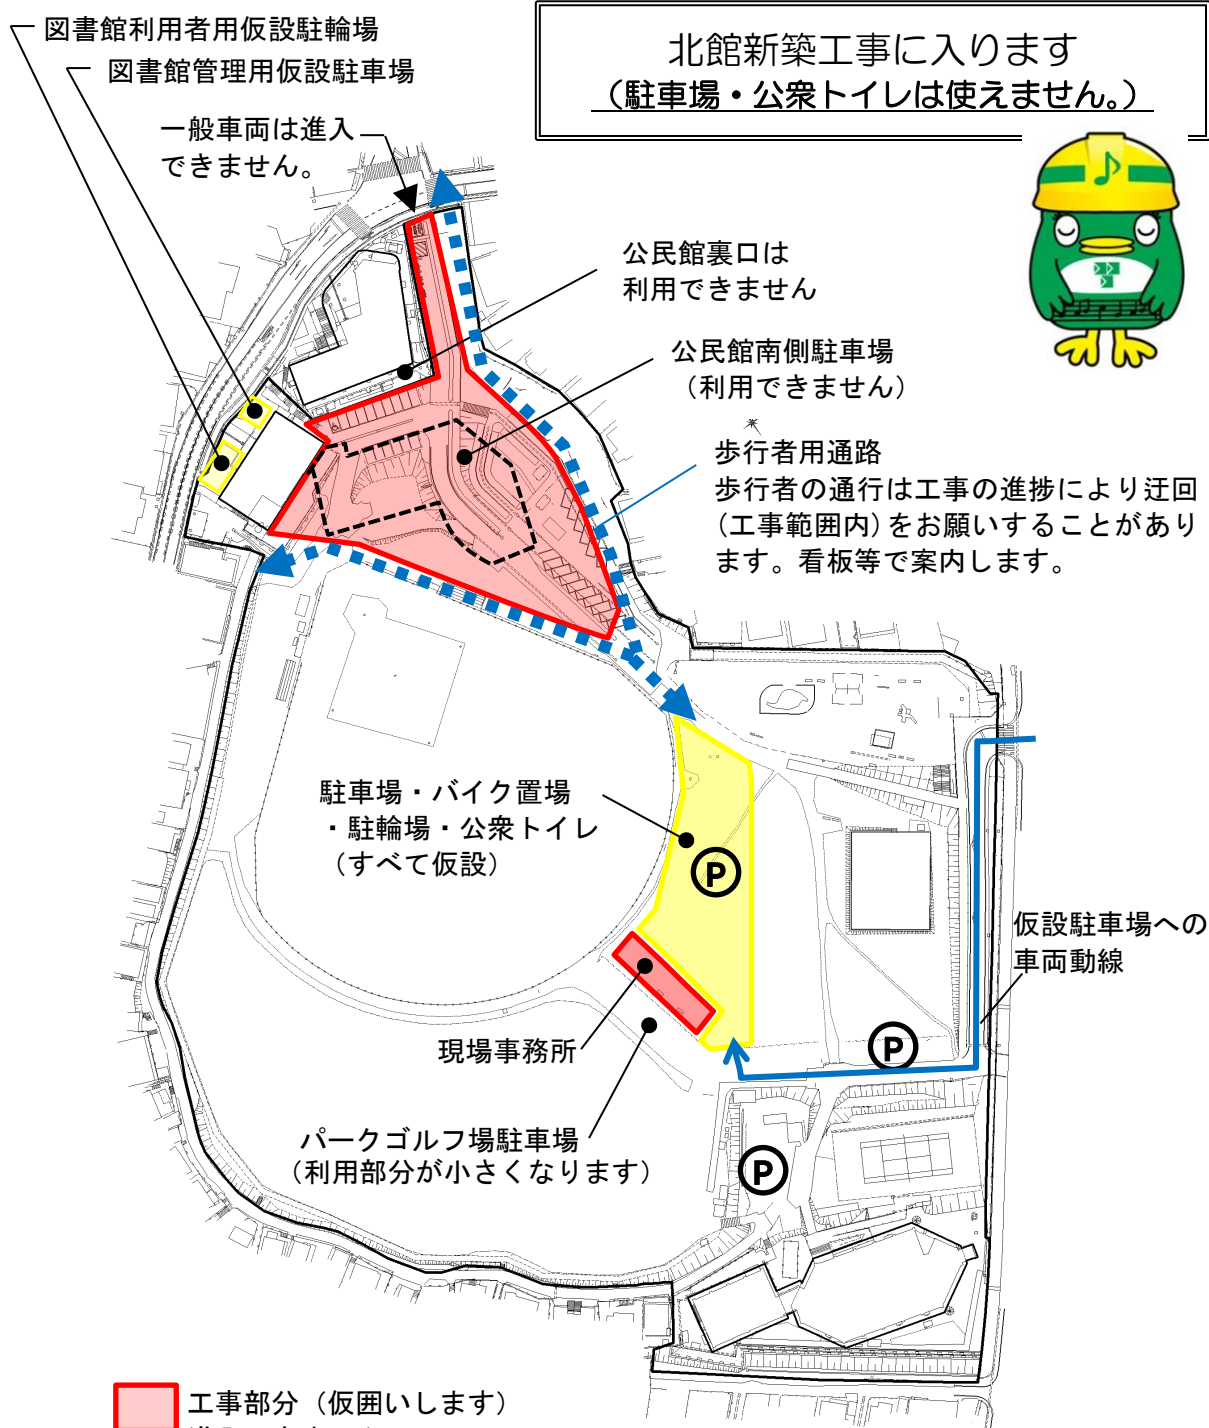 図書館利用者用仮設駐輪場
図書館管理用仮設駐車場
北館新築工事に入ります
(駐車場・公衆トイレは使えません。)
一般車両は進入
できません。
公民館裏口は
利用できません
公民館南側駐車場
(利用できません)
歩行者用通路
歩行者の通行は工事の進捗により迂回
(工事範囲内)をお願いすることがあり
ます。看板等で案内します。
駐車場・バイク置場
・駐輪場・公衆トイレ
(すべて仮設)
P
仮設駐車場への
車両動線
現場事務所
P
パークゴルフ場駐車場
(利用部分が小さくなります)
P
工事部分(仮囲いします)